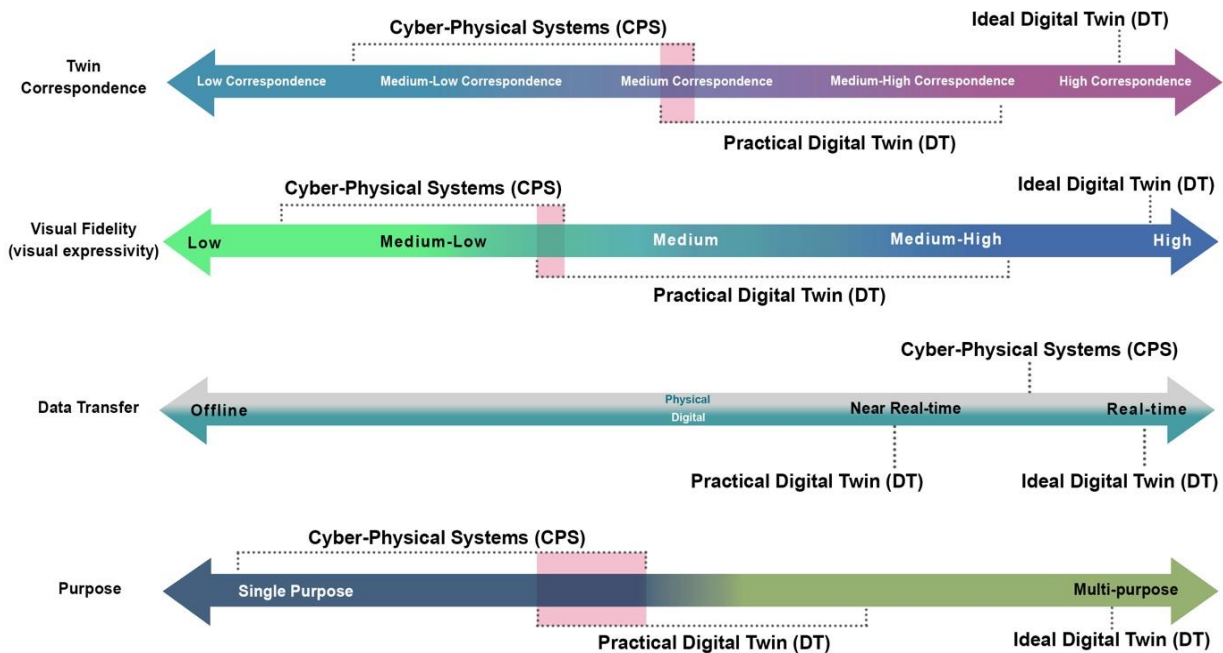 Cyber-Physical Systems (CPS)
Ideal Digital Twin (DT)
Twin
Correspondence
Low Correspondence
Medium-Low Correspondence
Medium Correspondence
Medium-High Correspondence
High Correspondence
Practical Digital Twin (DT)
Cyber-Physical Systems (CPS)
Ideal Digital Twin (DT)
Visual Fidelity
(visual expressivity)
Low
Medium-Low
Medium
Medium-High
High
Practical Digital Twin (DT)
Cyber-Physical Systems (CPS)
Data Transfer
Offline
Physical
Digital
Near Real-time
Real-time
Practical Digital Twin (DT)
Ideal Digital Twin (DT)
Cyber-Physical Systems (CPS)
Purpose
Single Purpose
Multi-purpose
Practical Digital Twin (DT)
Ideal Digital Twin (DT)